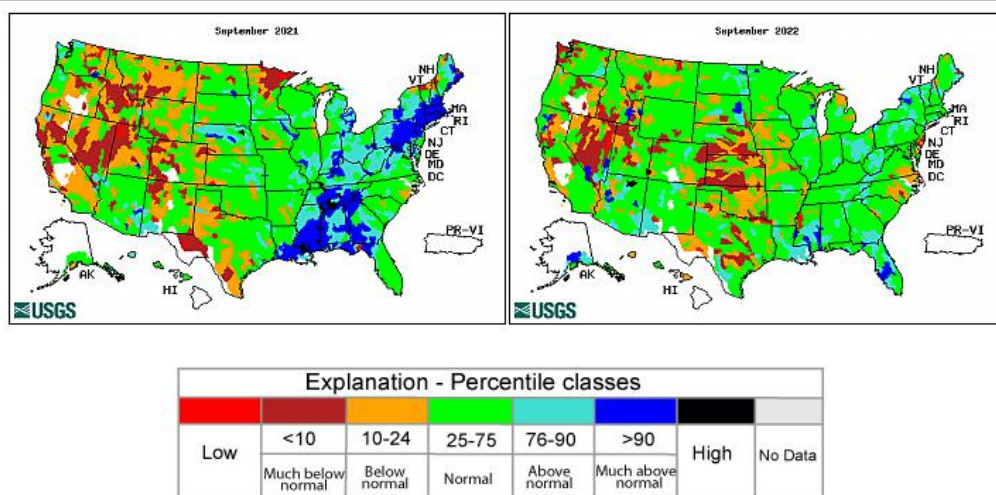 September 2021
NH
VT
MA
RI
CT
NJ
DE
MD
DC
PR-VI
AK
HI
USGS
September 2022
NH
VT
MA
RI
CT
NJ
DE
MD
DC
PR-VI
AK
HI
USGS
Explanation - Percentile classes
Low
<10
10-24
25-75
76-90
>90
High
No Data
Much below normal
Below normal
Normal
Above normal
Much above normal